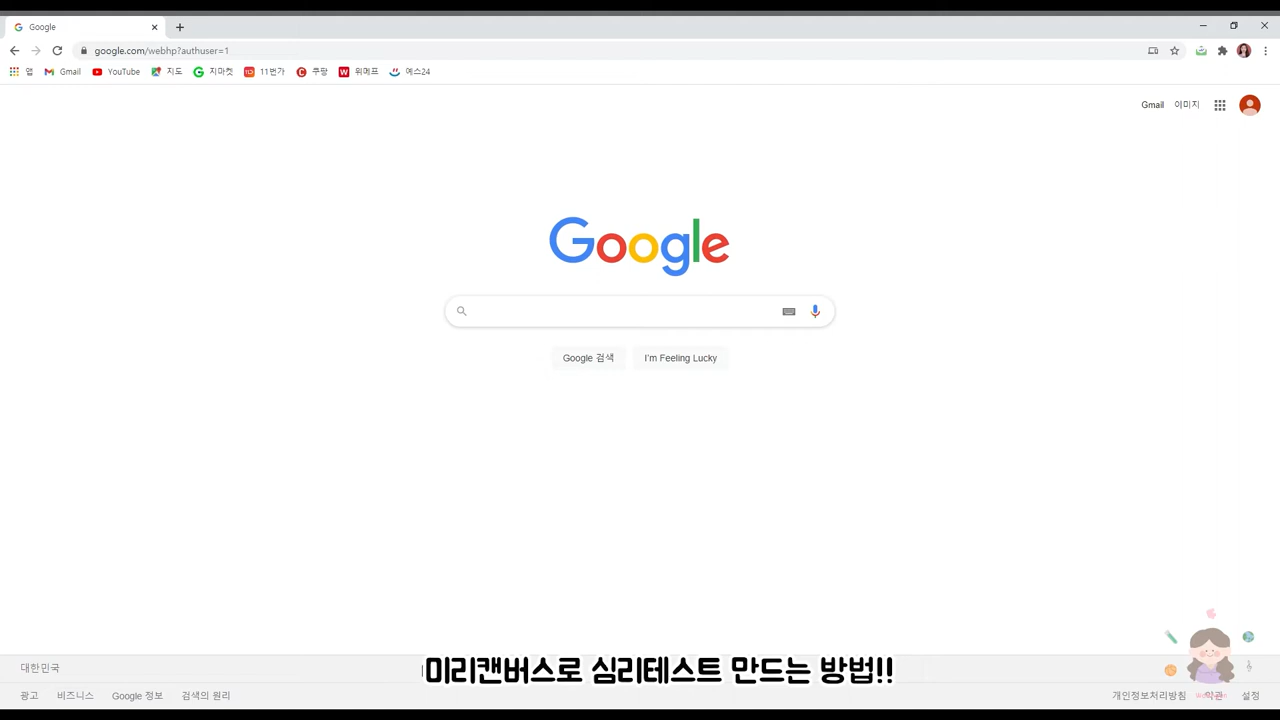 Google
google.com/webhp?authuser=1
앱 Gmail YouTube 지도 지마켓 11번가 쿠팡 위메프 예스24
Gmail 이미지
Google
Google 검색 I'm Feeling Lucky
대한민국
미리캔버스로 심리테스트 만드는 방법!!
광고 비즈니스 Google 정보 검색의 원리 개인정보처리방침 약관 설정